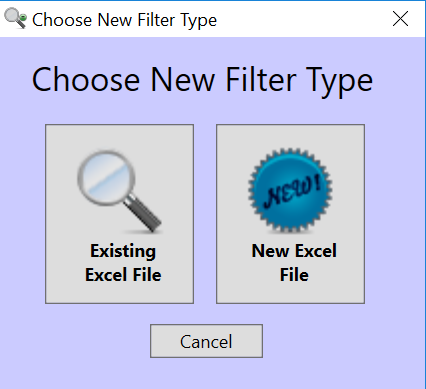 Choose New Filter Type
Choose New Filter Type
NEW!
Existing
Excel File
New Excel
File
Cancel